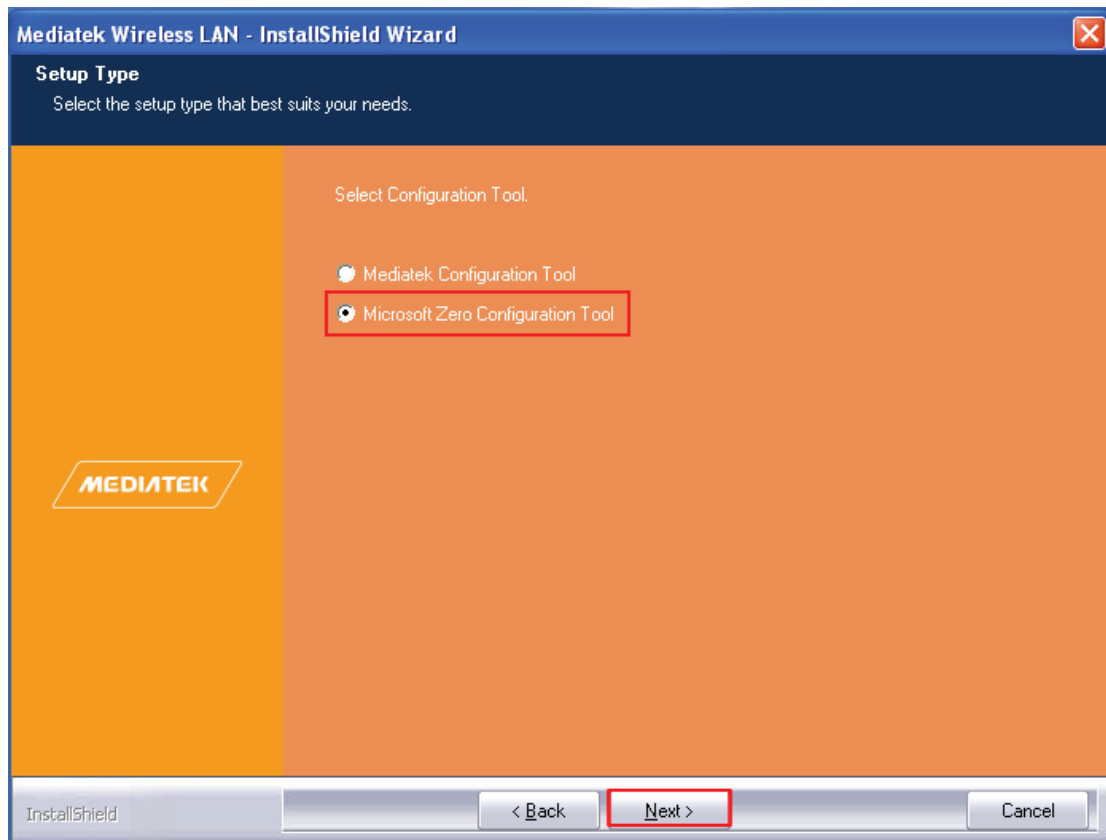 Mediatek Wireless LAN - InstallShield Wizard
Setup Type
Select the setup type that best suits your needs.
Select Configuration Tool.
Mediatek Configuration Tool
Microsoft Zero Configuration Tool
MEDIATEK
InstallShield
< Back
Next >
Cancel